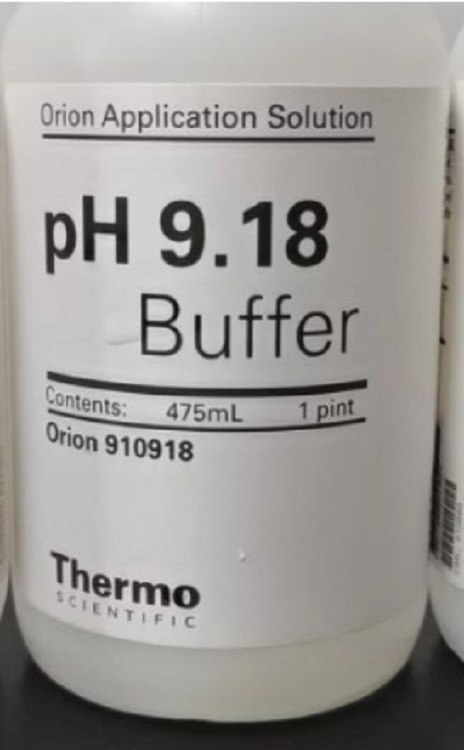 Orion Application Solution
pH 9.18
Buffer
Contents: 475mL 1 pint
Orion 910918
Thermo
SCIENTIFIC